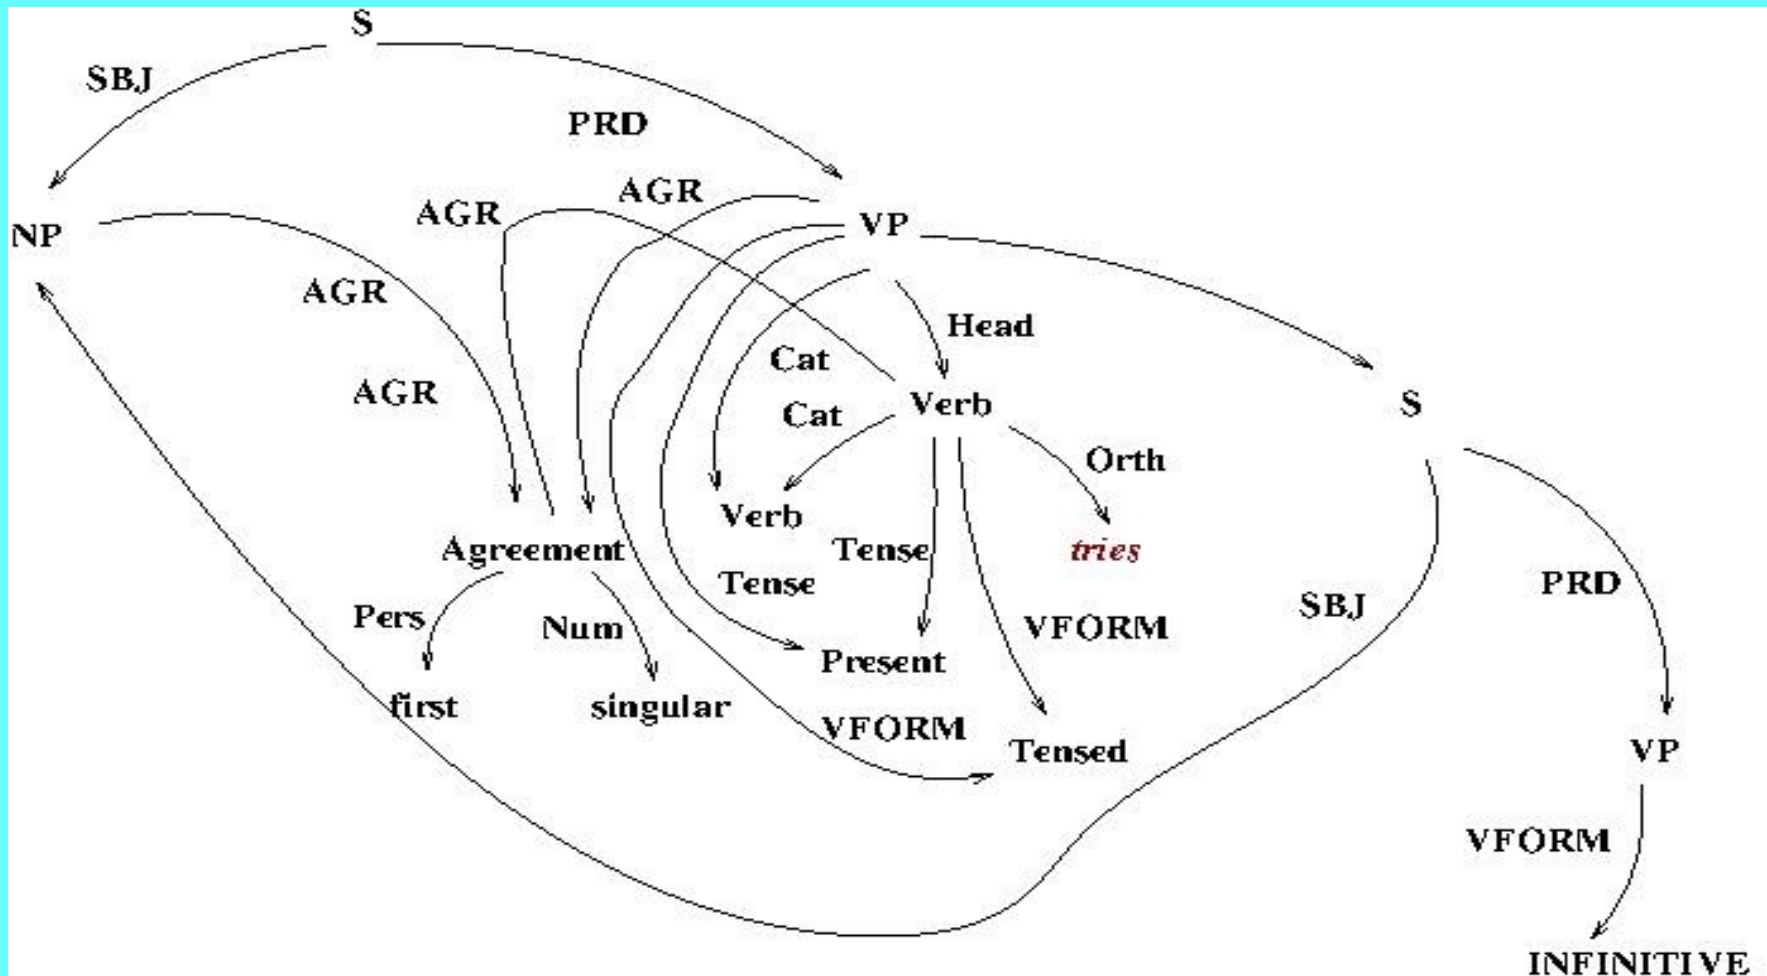 S
SBJ
PRD
AGR
AGR
VP
NP
AGR
Head
Cat
AGR
Cat
Verb
S
Orth
Verb
Agreement
Tense
tries
Tense
PRD
SBJ
Pers
Num
VFORM
Present
first
singular
VFORM
Tensed
VP
VFORM
INFINITIVE